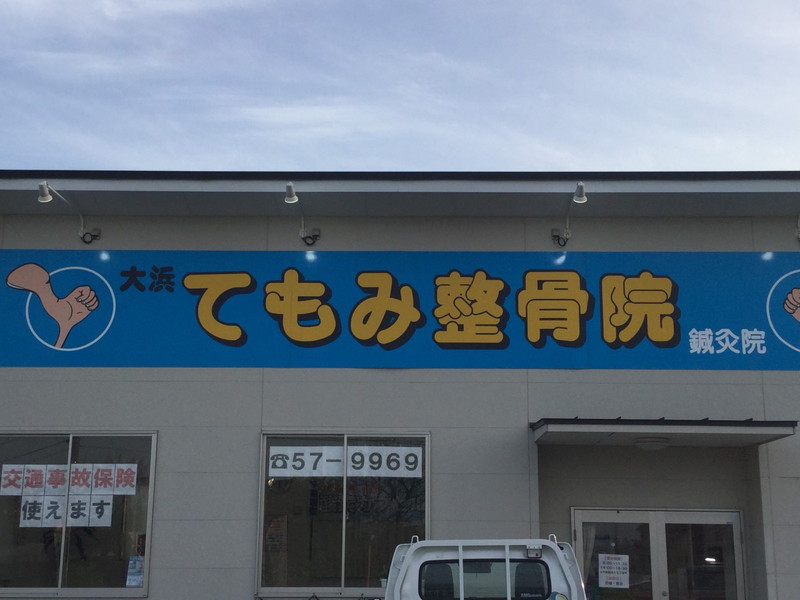 大浜 てもみ整骨院 鍼灸院
☎57-9969
交通事故保険
使えます